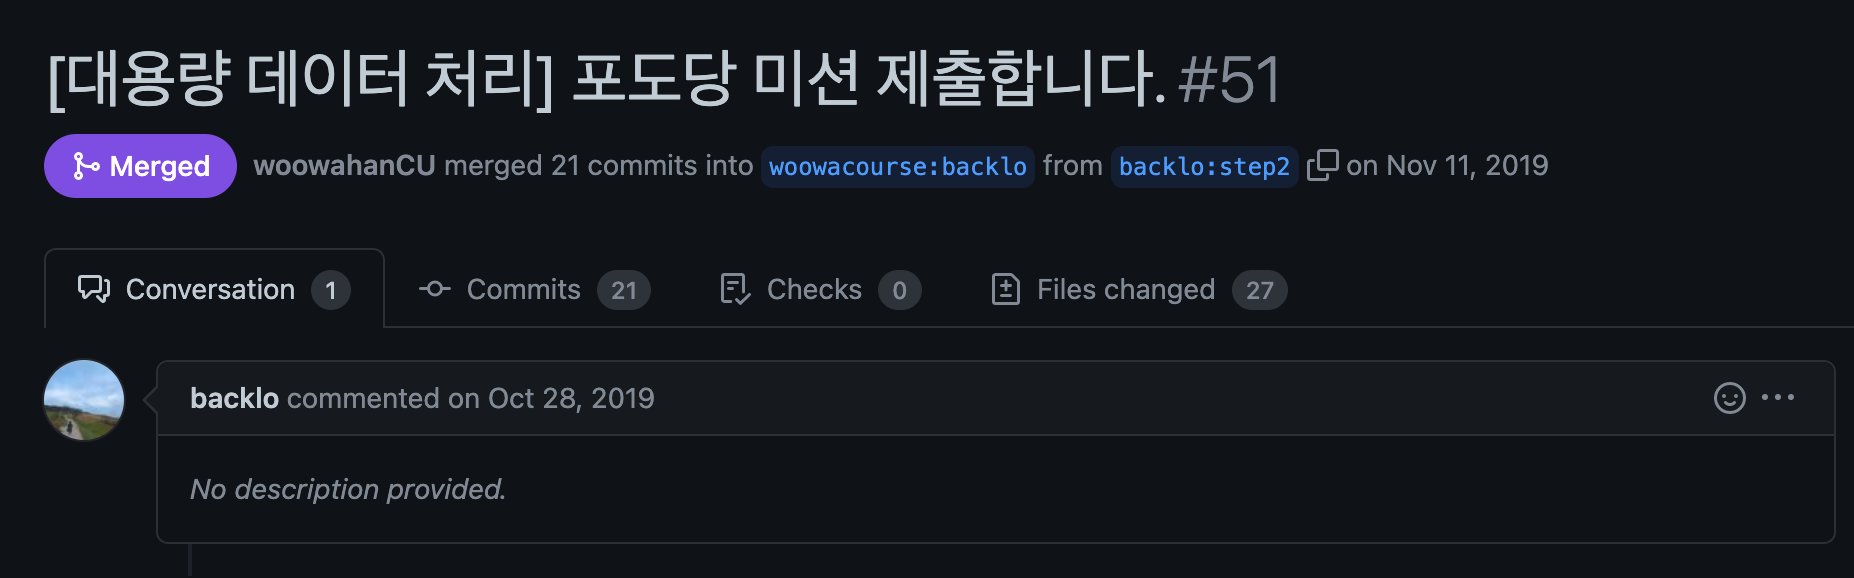 [대용량 데이터 처리] 포도당 미션 제출합니다. #51
Merged woowahanCU merged 21 commits into woowacourse:backlo from backlo:step2 on Nov 11, 2019
Conversation 1 Commits 21 Checks 0 Files changed 27
backlo commented on Oct 28, 2019
No description provided.